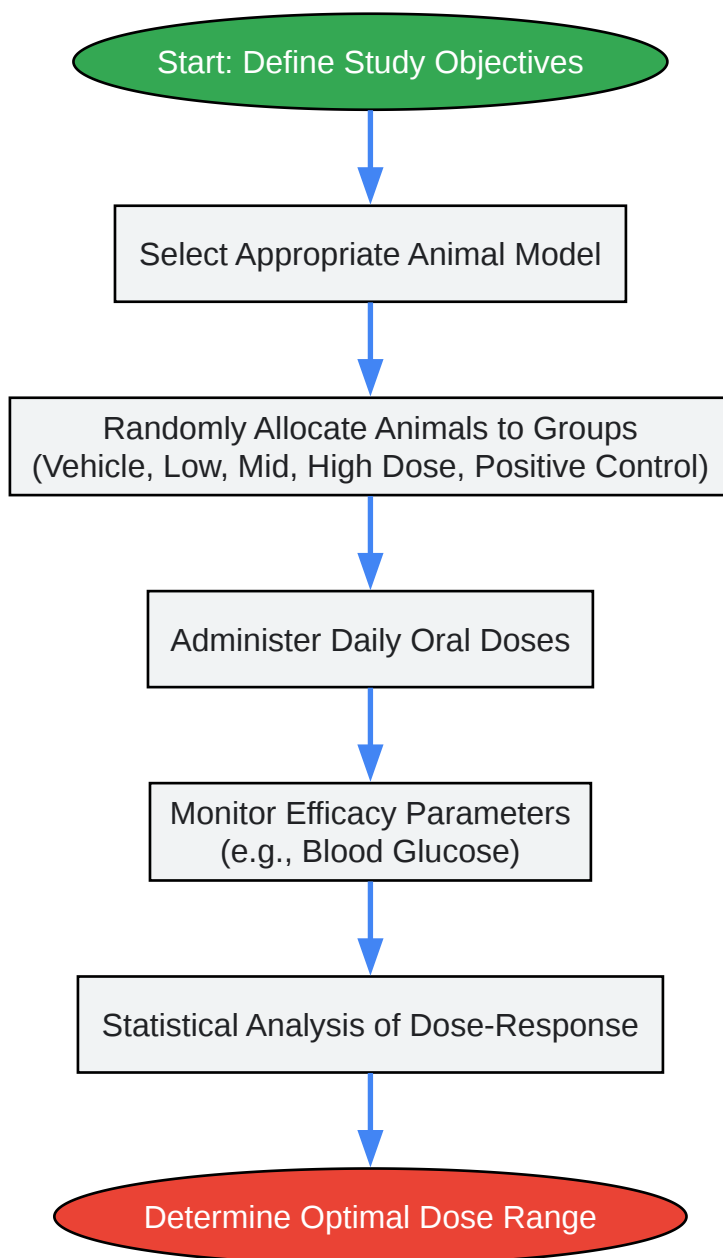 Start: Define Study Objectives
Select Appropriate Animal Model
Randomly Allocate Animals to Groups
(Vehicle, Low, Mid, High Dose, Positive Control)
Administer Daily Oral Doses
Monitor Efficacy Parameters
(e.g., Blood Glucose)
Statistical Analysis of Dose-Response
Determine Optimal Dose Range